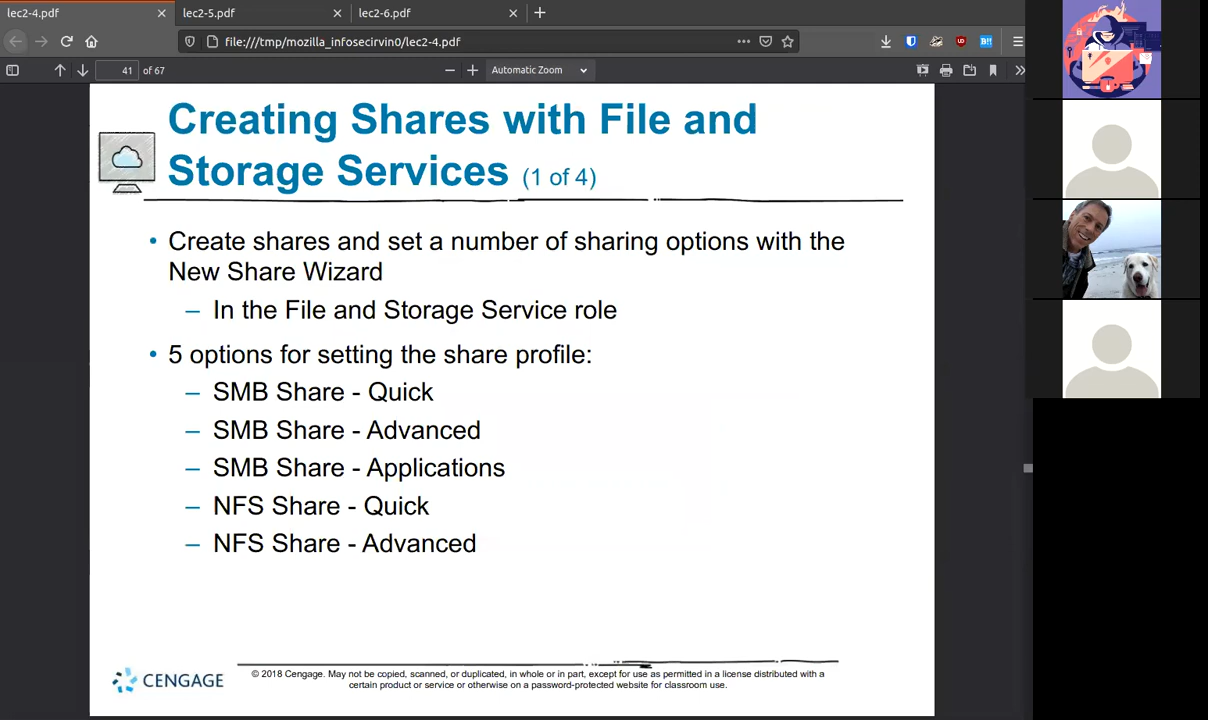 lec2-4.pdf
lec2-5.pdf
lec2-6.pdf
file:///tmp/mozilla_infosecirvin0/lec2-4.pdf
41 of 67
Automatic Zoom
Creating Shares with File and
Storage Services (1 of 4)
• Create shares and set a number of sharing options with the
New Share Wizard
– In the File and Storage Service role
• 5 options for setting the share profile:
– SMB Share - Quick
– SMB Share - Advanced
– SMB Share - Applications
– NFS Share - Quick
– NFS Share - Advanced
CENGAGE
© 2018 Cengage. May not be copied, scanned, or duplicated, in whole or in part, except for use as permitted in a license distributed with a
certain product or service or otherwise on a password-protected website for classroom use.